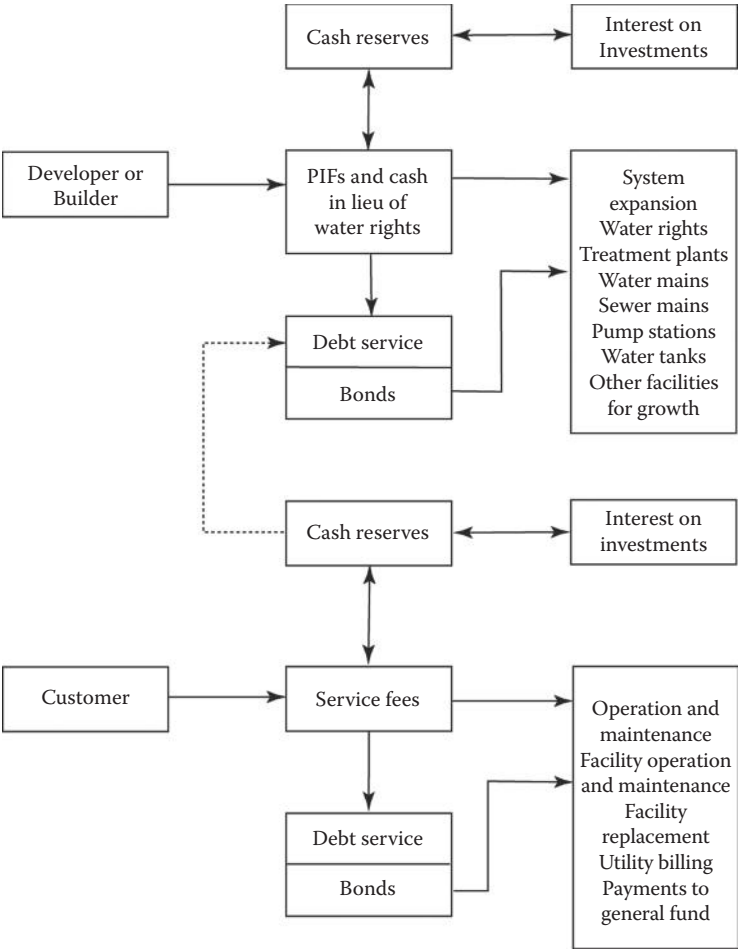 Cash reserves
Interest on
Investments
Developer or
Builder
PIFs and cash
in lieu of
water rights
System
expansion
Water rights
Treatment plants
Water mains
Sewer mains
Pump stations
Water tanks
Other facilities
for growth
Debt service
Bonds
Cash reserves
Interest on
investments
Customer
Service fees
Operation and
maintenance
Facility operation
and maintenance
Facility
replacement
Utility billing
Payments to
general fund
Debt service
Bonds